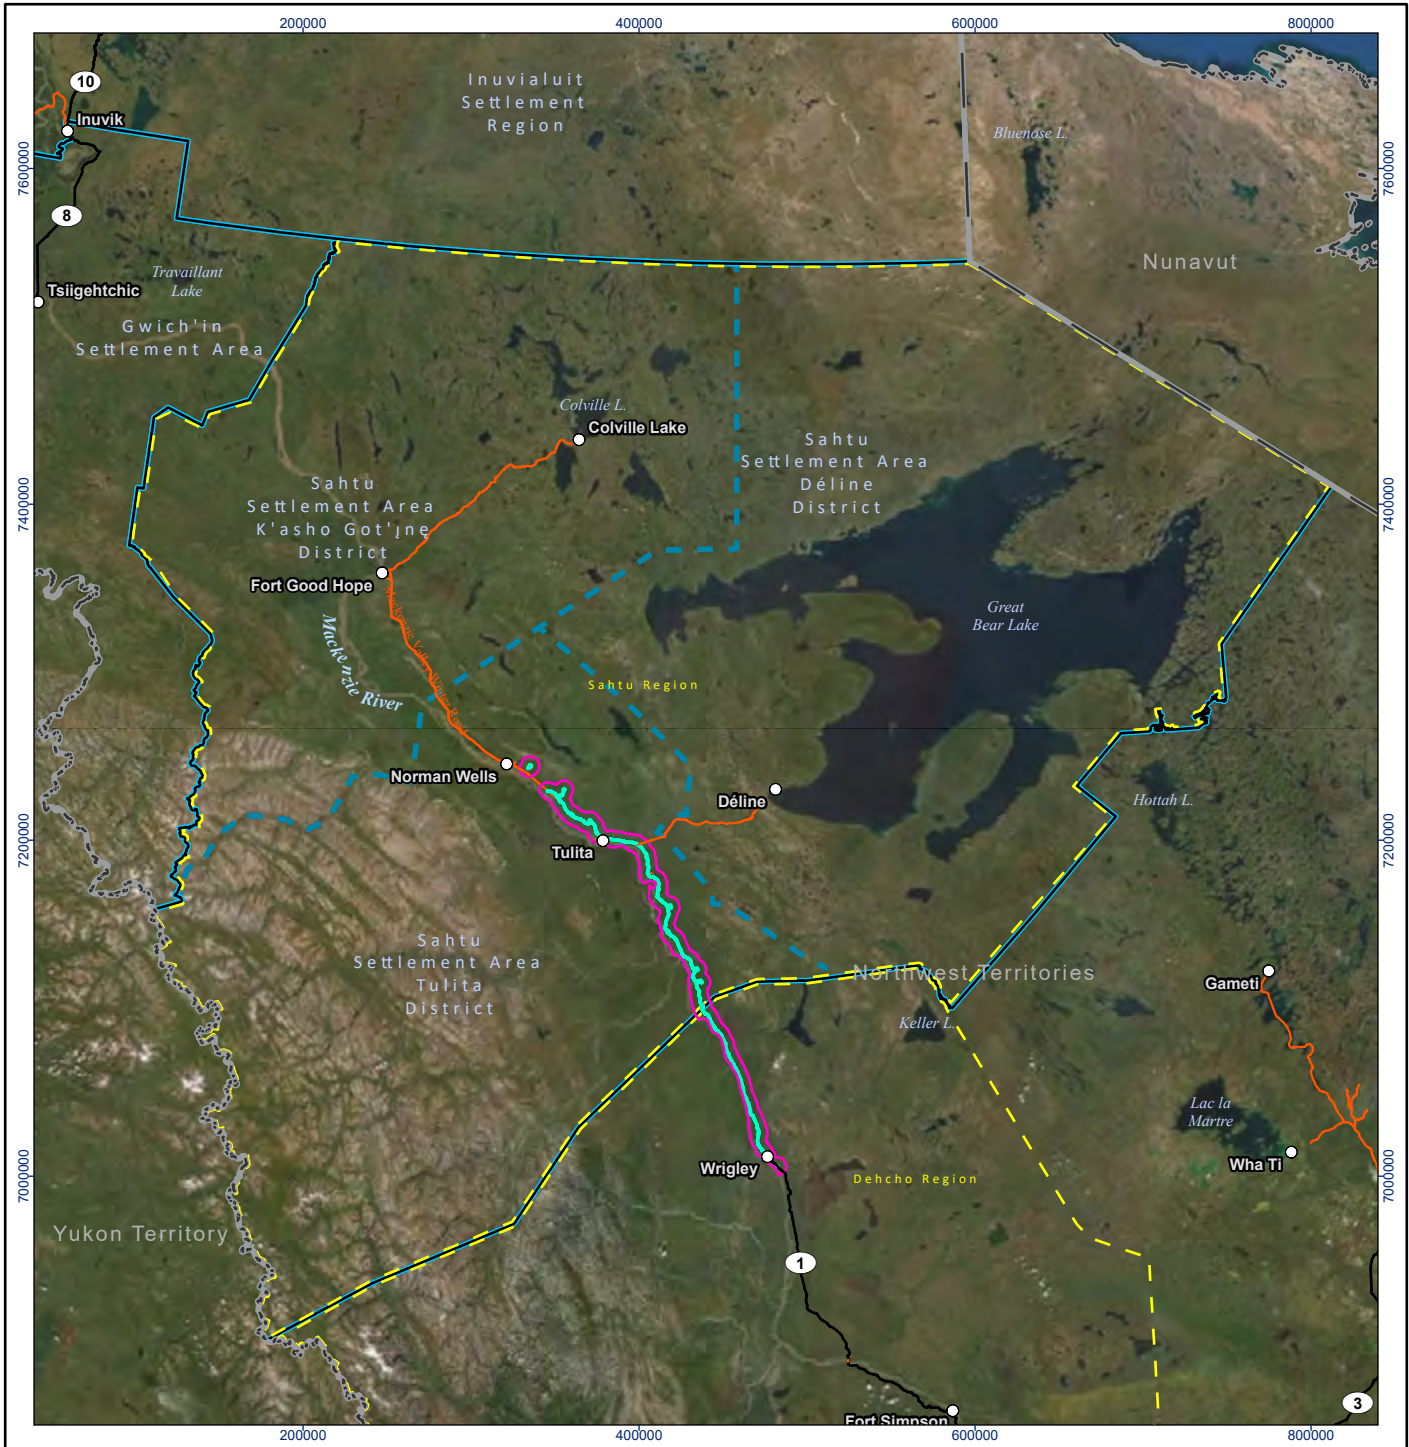 200000
400000
600000
800000
10
Inuvik
Inuvialuit
Settlement
Region
Bluenose L.
7600000
7600000
8
Nunavut
Travaillant
Lake
Tsiigehtchic
Gwich'in
Settlement Area
Colville L.
Colville Lake
Sahtu
Settlement Area
Déline
District
Sahtu
Settlement Area
K'asho Got'įnę
District
7400000
7400000
Fort Good Hope
Mackenzie Valley Winter Road
Mackenzie River
Great
Bear Lake
Sahtu Region
Norman Wells
Déline
Hottah L.
7200000
7200000
Tulita
Sahtu
Settlement Area
Tulita
District
Northwest Territories
Gameti
Keller L.
Lac la
Martre
Wrigley
Wha Ti
Dehcho Region
7000000
7000000
Yukon Territory
1
3
Fort Simpson
200000
400000
600000
800000